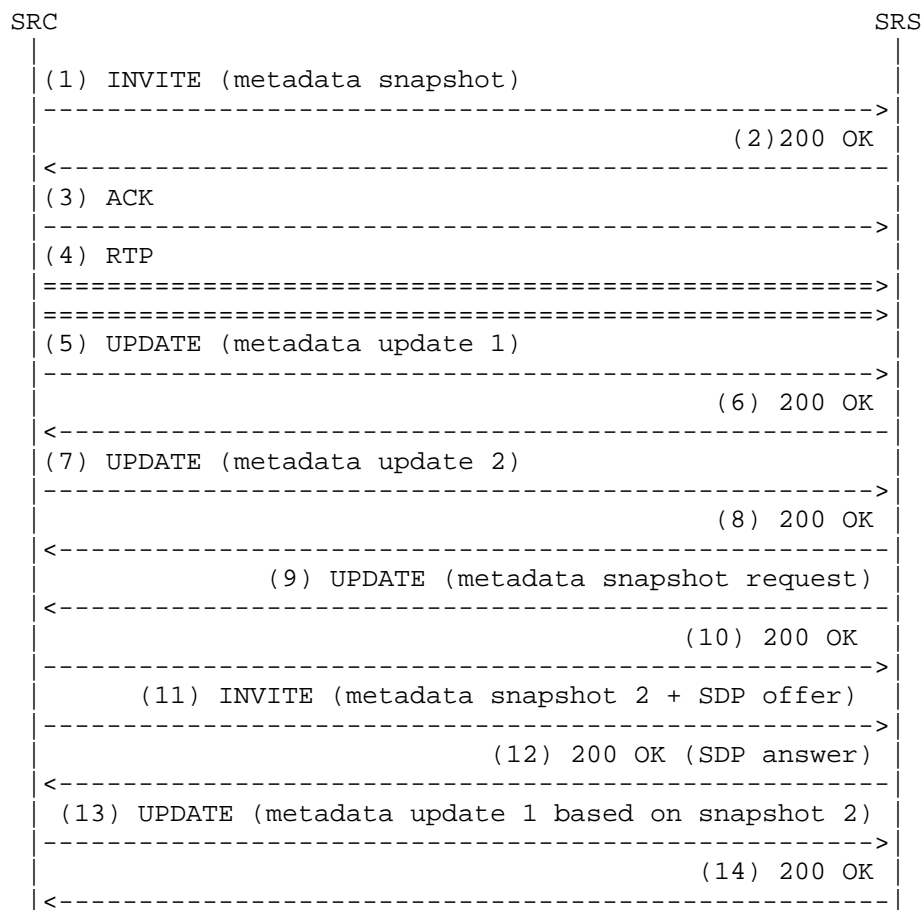 SRC SRS
(1) INVITE (metadata snapshot)
(2)200 OK
(3) ACK
(4) RTP
(5) UPDATE (metadata update 1)
(6) 200 OK
(7) UPDATE (metadata update 2)
(8) 200 OK
(9) UPDATE (metadata snapshot request)
(10) 200 OK
(11) INVITE (metadata snapshot 2 + SDP offer)
(12) 200 OK (SDP answer)
(13) UPDATE (metadata update 1 based on snapshot 2)
(14) 200 OK